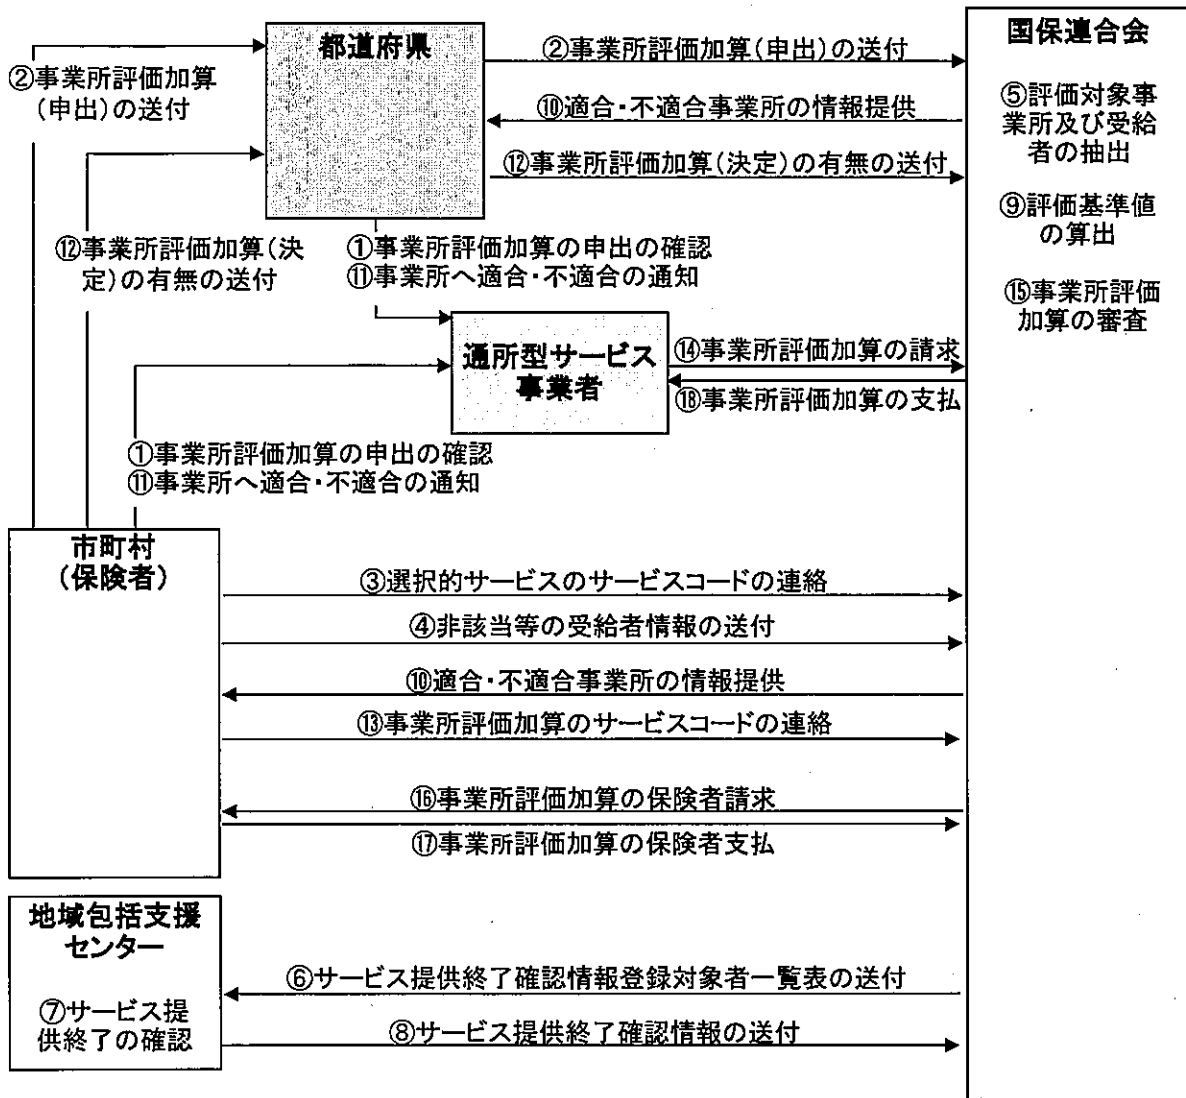 都道府県
②事業所評価加算
(申出)の送付
②事業所評価加算(申出)の送付
⑩適合・不適合事業所の情報提供
⑫事業所評価加算(決定)の有無の送付
国保連合会
⑤評価対象事
業所及び受給
者の抽出
⑨評価基準値
の算出
⑮事業所評価
加算の審査
⑫事業所評価加算(決
定)の有無の送付
①事業所評価加算の申出の確認
⑪事業所へ適合・不適合の通知
通所型サービス
事業者
⑭事業所評価加算の請求
⑱事業所評価加算の支払
①事業所評価加算の申出の確認
⑪事業所へ適合・不適合の通知
市町村
(保険者)
③選択的サービスのサービスコードの連絡
④非該当等の受給者情報の送付
⑩適合・不適合事業所の情報提供
⑬事業所評価加算のサービスコードの連絡
⑯事業所評価加算の保険者請求
⑰事業所評価加算の保険者支払
地域包括支援
センター
⑦サービス提
供終了の確認
⑥サービス提供終了確認情報登録対象者一覧表の送付
⑧サービス提供終了確認情報の送付